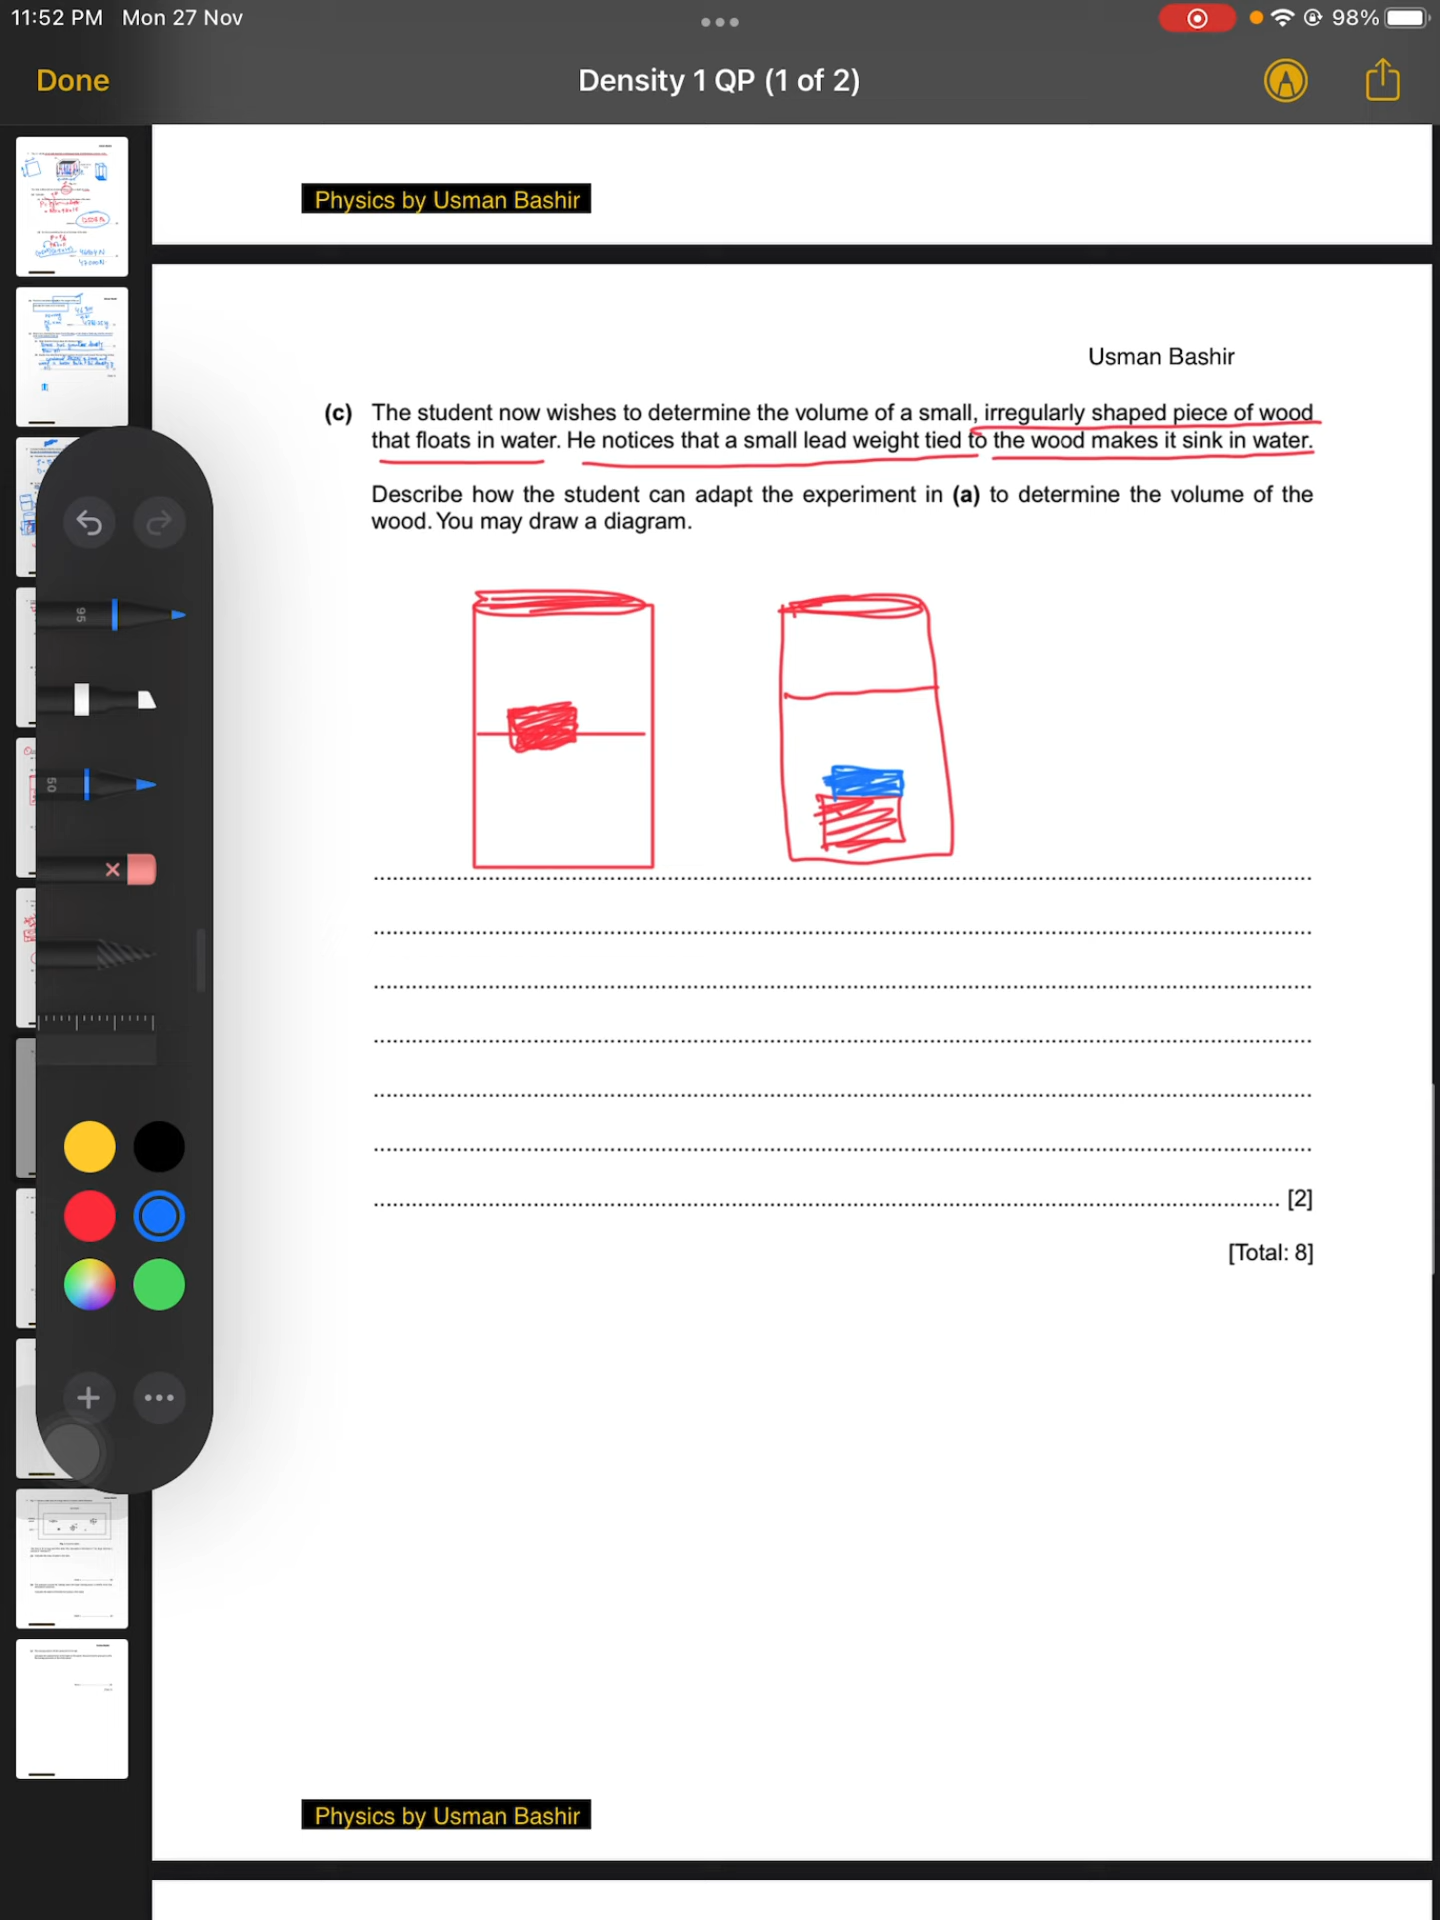 11:52 PM Mon 27 Nov
98%
Done
Density 1 QP (1 of 2)
Physics by Usman Bashir
Usman Bashir
(c) The student now wishes to determine the volume of a small, irregularly shaped piece of wood
that floats in water. He notices that a small lead weight tied to the wood makes it sink in water.
Describe how the student can adapt the experiment in (a) to determine the volume of the
wood. You may draw a diagram.
95
50
[2]
[Total: 8]
Physics by Usman Bashir